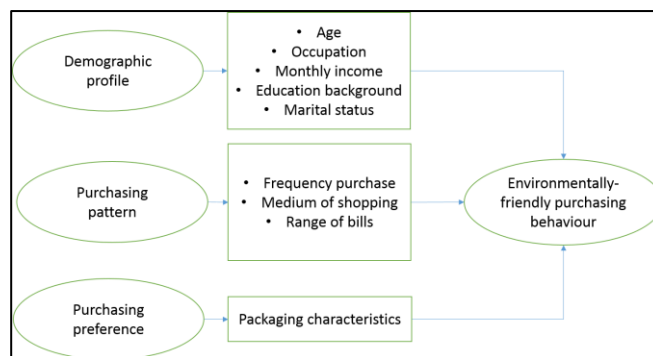 Demographic
profile
• Age
• Occupation
• Monthly income
• Education background
• Marital status
Purchasing
pattern
• Frequency purchase
• Medium of shopping
• Range of bills
Environmentally-
friendly purchasing
behaviour
Purchasing
preference
Packaging characteristics